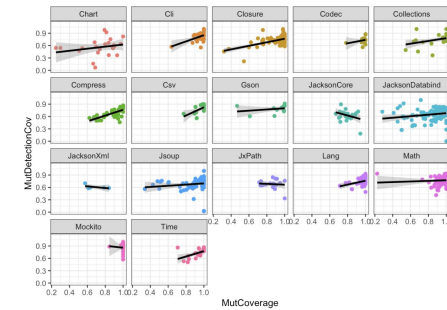 Chart Cli Closure Codec Collections
0.9
0.6
0.3
0.0
Compress Csv Gson JacksonCore JacksonDatabind
0.9
0.6
0.3
0.0
MutDetectionCov
JacksonXml Jsoup JxPath Lang Math
0.9
0.6
0.3
0.0
Mockito Time 0.2 0.4 0.6 0.8 1.0 0.2 0.4 0.6 0.8 1.0 0.2 0.4 0.6 0.8 1.0
0.9
0.6
0.3
0.0
0.2 0.4 0.6 0.8 1.0 0.2 0.4 0.6 0.8 1.0
MutCoverage